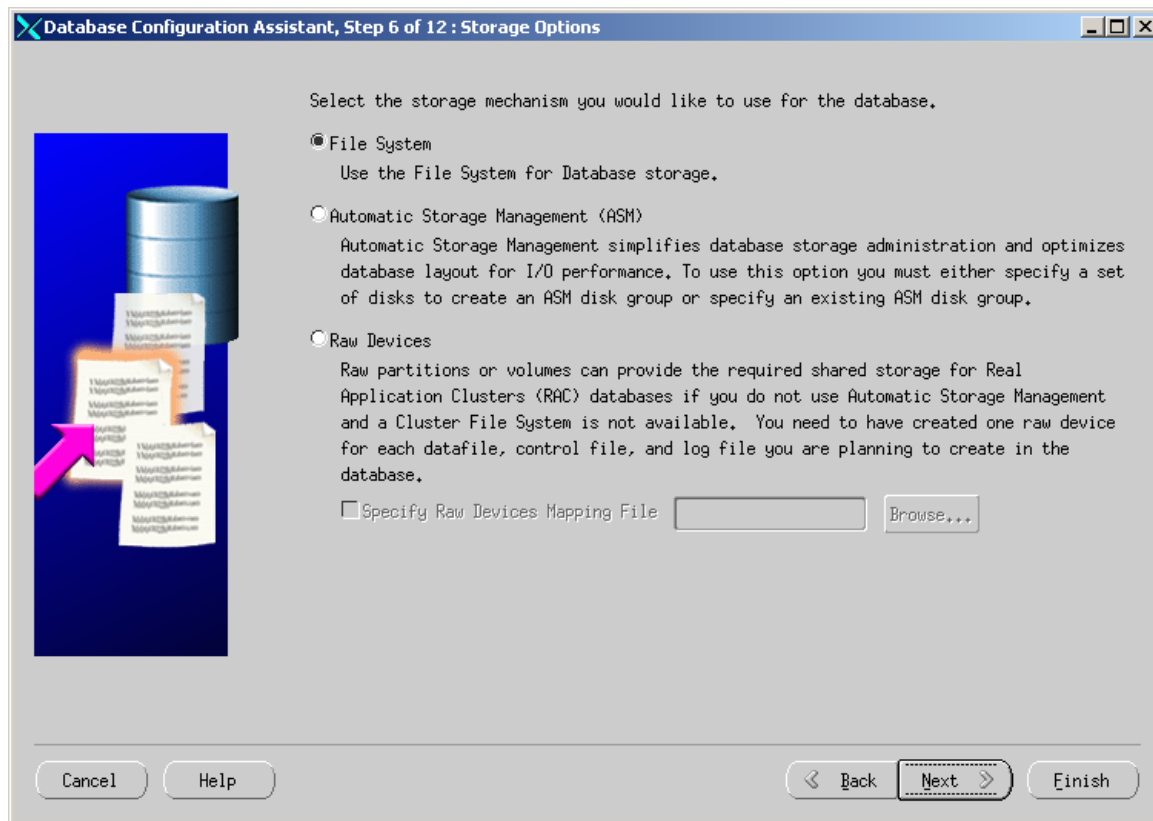 Database Configuration Assistant, Step 6 of 12 : Storage Options
Select the storage mechanism you would like to use for the database.
File System
Use the File System for Database storage.
Automatic Storage Management (ASM)
Automatic Storage Management simplifies database storage administration and optimizes
database layout for I/O performance. To use this option you must either specify a set
of disks to create an ASM disk group or specify an existing ASM disk group.
Raw Devices
Raw partitions or volumes can provide the required shared storage for Real
Application Clusters (RAC) databases if you do not use Automatic Storage Management
and a Cluster File System is not available.  You need to have created one raw device
for each datafile, control file, and log file you are planning to create in the
database.
Specify Raw Devices Mapping File
Browse...
Cancel
Help
Back
Next
Finish